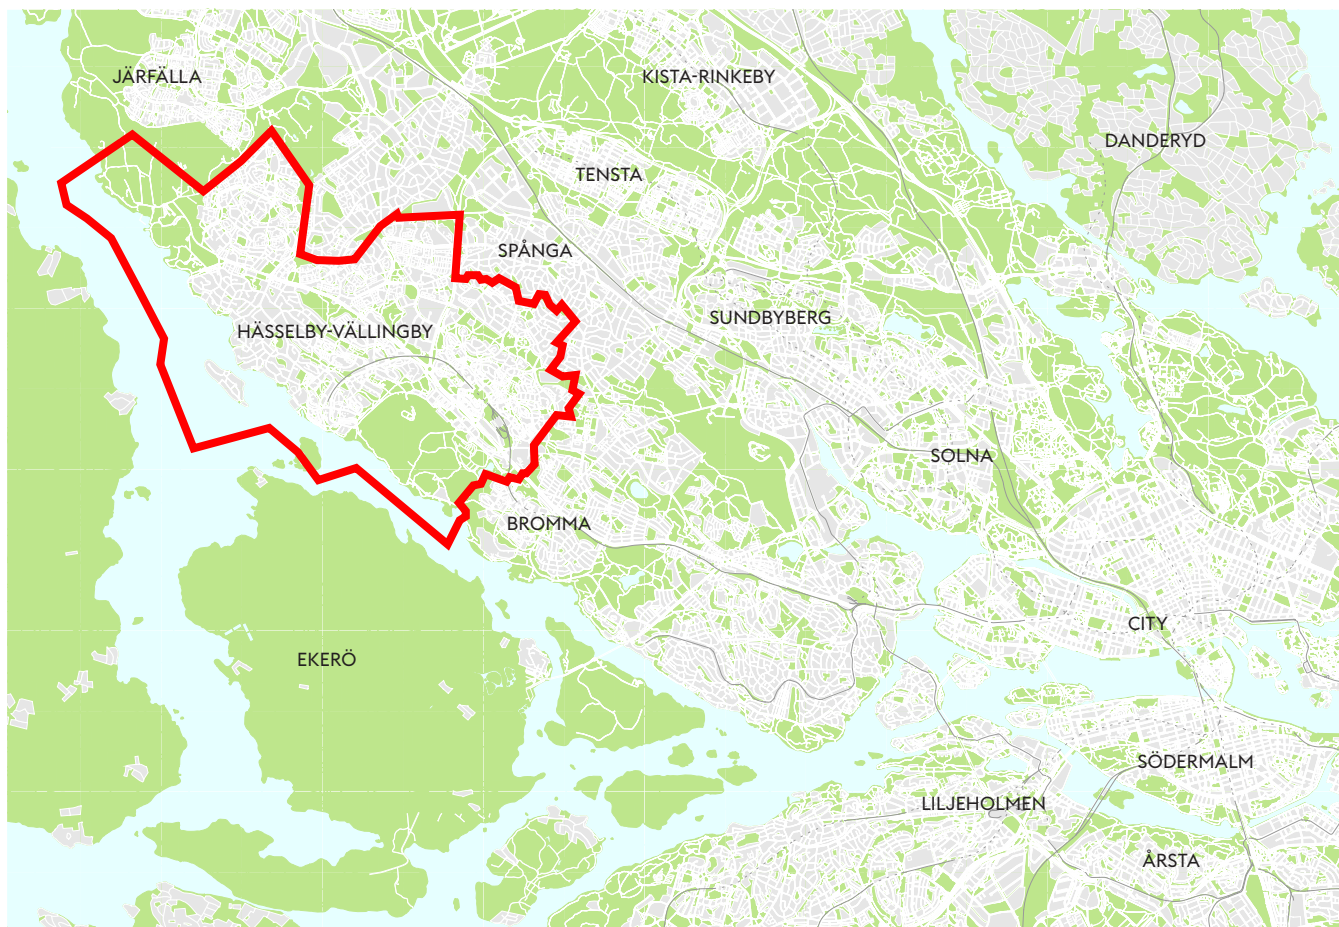 JÄRFÄLLA
KISTA-RINKEBY
DANDERYD
TENSTA
SPÅNGA
SUNDBYBERG
HÄSSELBY-VÄLLINGBY
SOLNA
BROMMA
CITY
EKERÖ
SÖDERMALM
LILJEHOLMEN
ÅRSTA